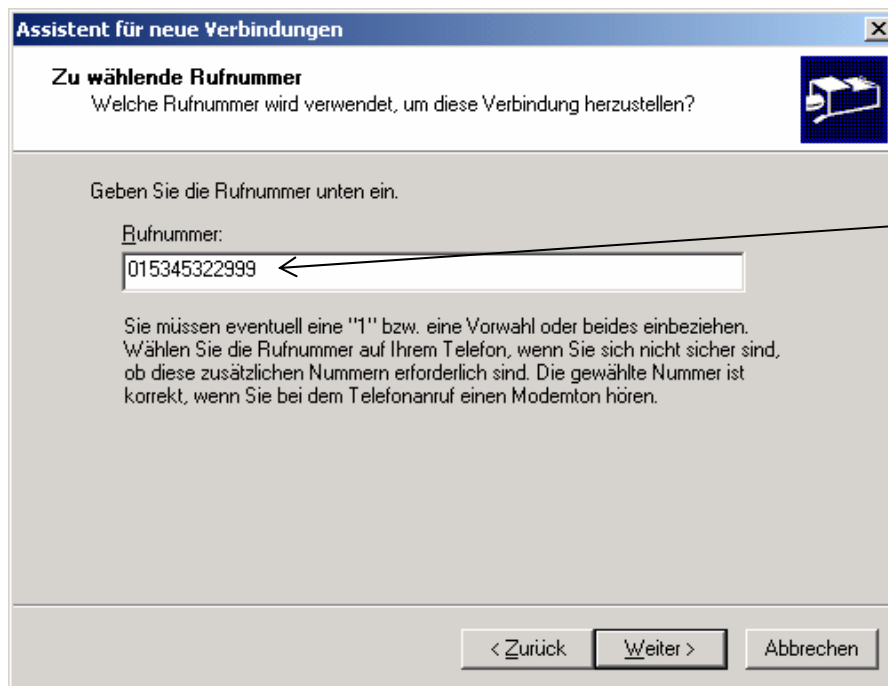 Assistent für neue Verbindungen
Zu wählende Rufnummer
Welche Rufnummer wird verwendet, um diese Verbindung herzustellen?
Geben Sie die Rufnummer unten ein.
Rufnummer:
015345322999
Sie müssen eventuell eine "1" bzw. eine Vorwahl oder beides einbeziehen.
Wählen Sie die Rufnummer auf Ihrem Telefon, wenn Sie sich nicht sicher sind,
ob diese zusätzlichen Nummern erforderlich sind. Die gewählte Nummer ist
korrekt, wenn Sie bei dem Telefonanruf einen Modemton hören.
< Zurück Weiter > Abbrechen